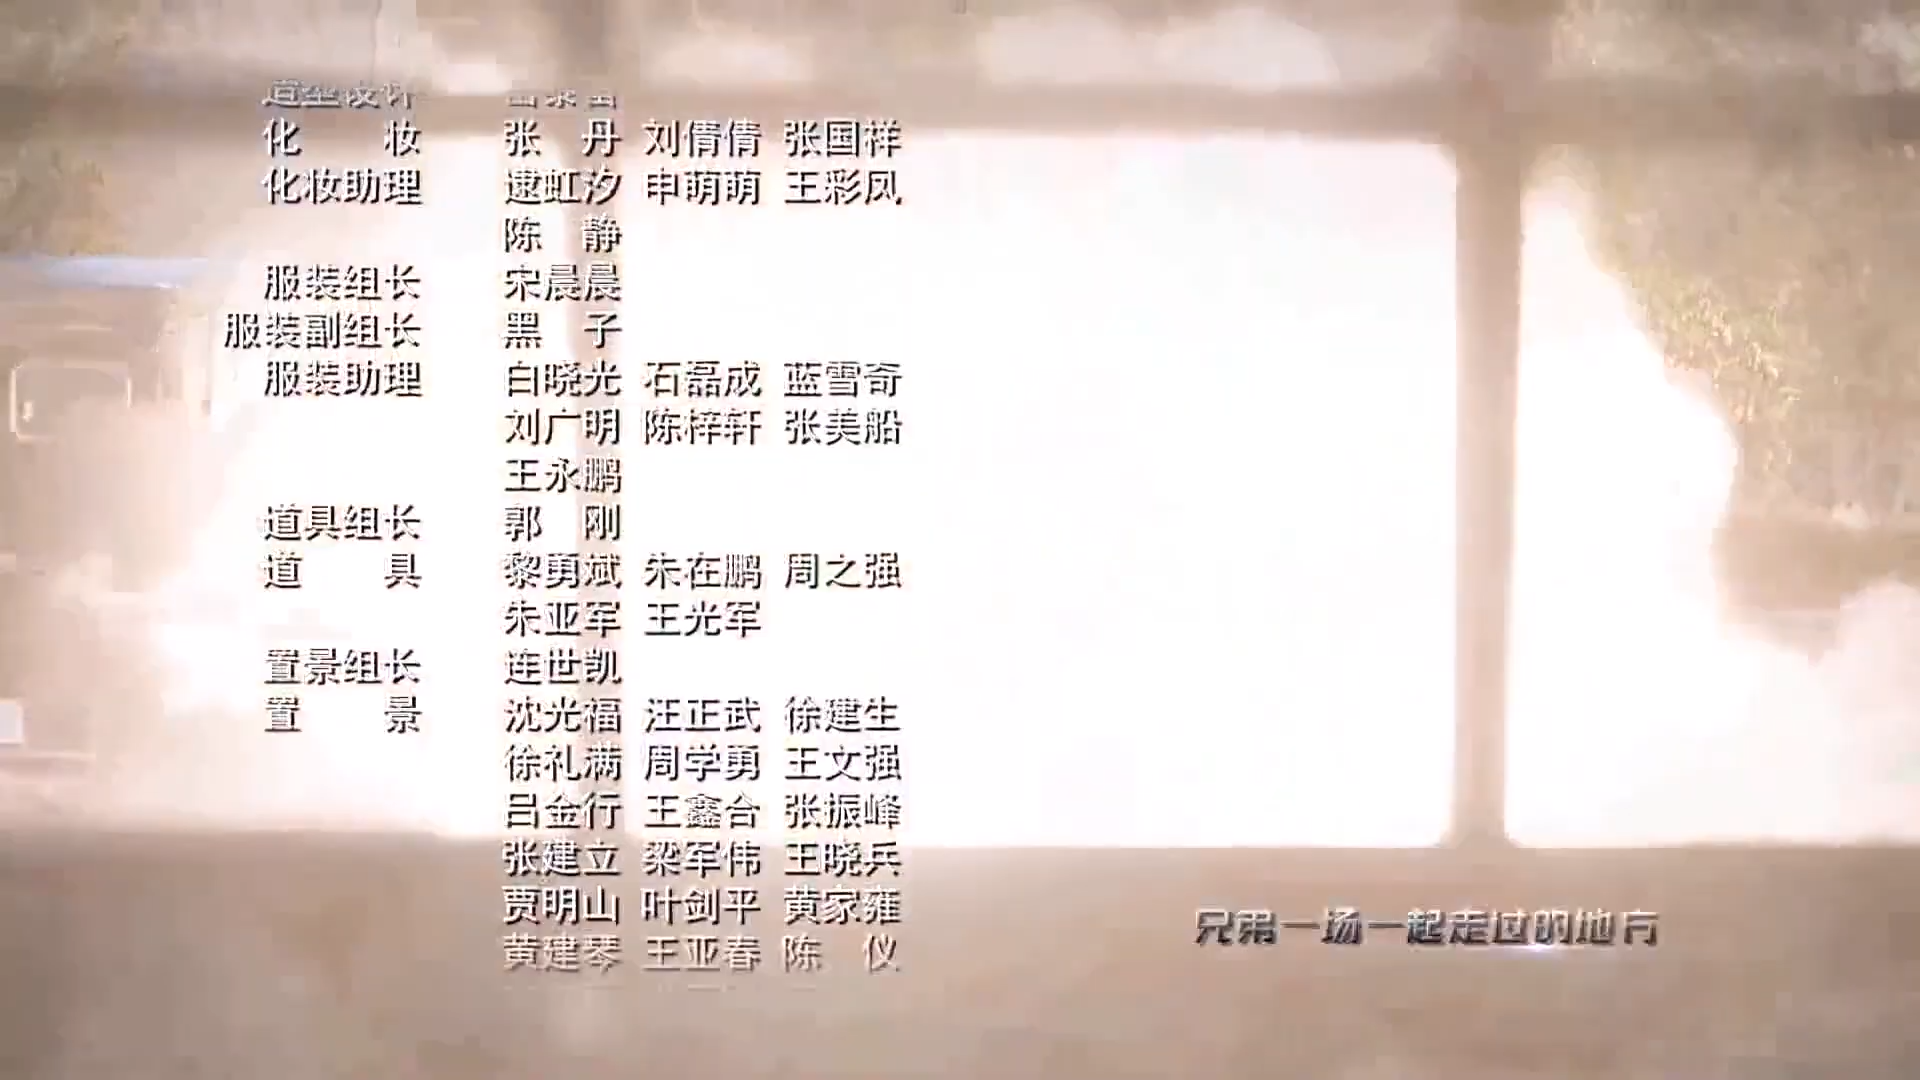 造型设计
化妆 张丹 刘倩倩 张国祥
化妆助理 逮虹汐 申萌萌 王彩凤
陈静
服装组长 宋晨晨
服装副组长 黑子
服装助理 白晓光 石磊成 蓝雪奇
刘广明 陈梓轩 张美船
王永鹏
道具组长 郭刚
道具 黎勇斌 朱在鹏 周之强
朱亚军 王光军
置景组长 连世凯
置景 沈光福 汪正武 徐建生
徐礼满 周学勇 王文强
吕金行 王鑫合 张振峰
张建立 梁军伟 王晓兵
贾明山 叶剑平 黄家雍
黄建琴 王亚春 陈仪
兄弟一场一起走过的地方